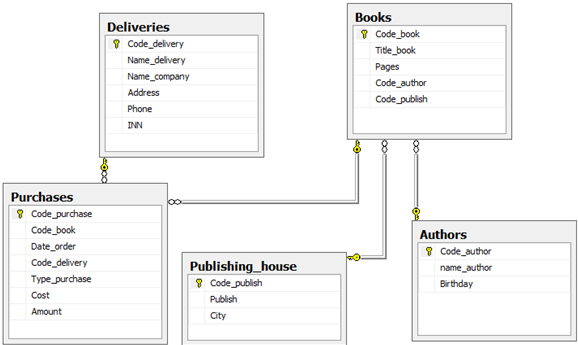 Deliveries
Code_delivery
Name_delivery
Name_company
Address
Phone
INN
Books
Code_book
Title_book
Pages
Code_author
Code_publish
Purchases
Code_purchase
Code_book
Date_order
Code_delivery
Type_purchase
Cost
Amount
Publishing_house
Code_publish
Publish
City
Authors
Code_author
name_author
Birthday